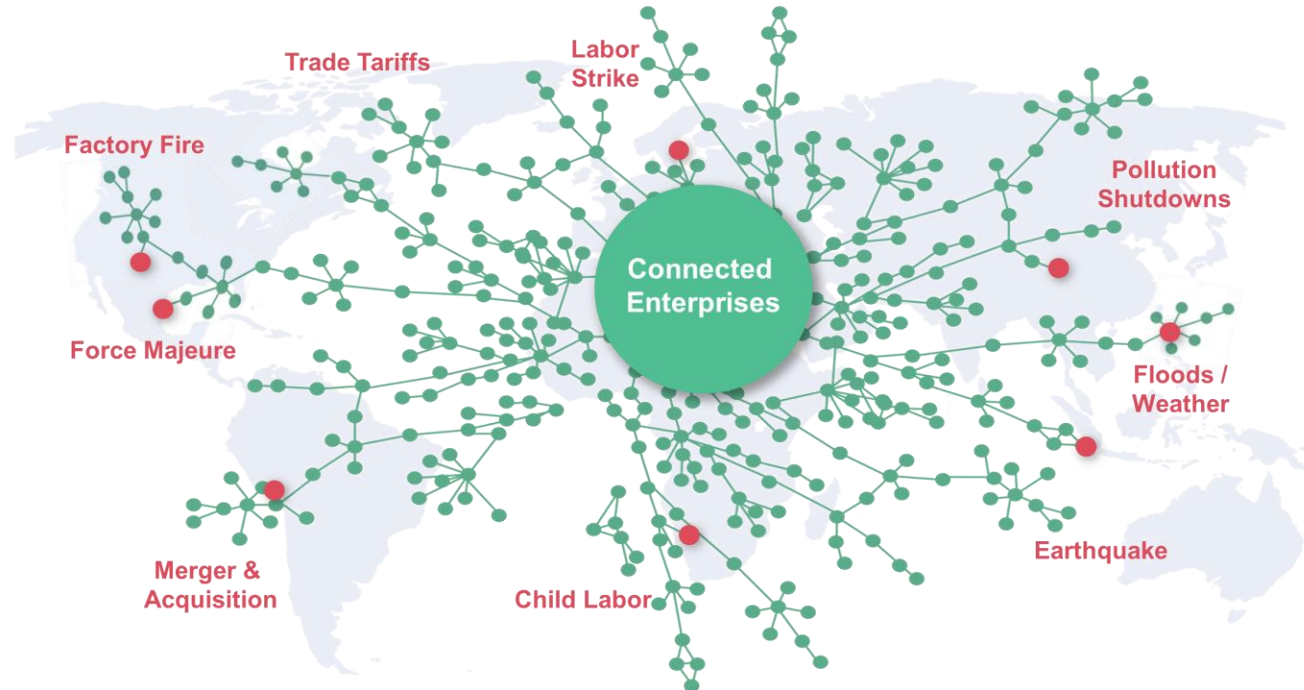 Trade Tariffs
Labor
Strike
Factory Fire
Pollution
Shutdowns
Connected
Enterprises
Force Majeure
Floods /
Weather
Earthquake
Merger &
Acquisition
Child Labor